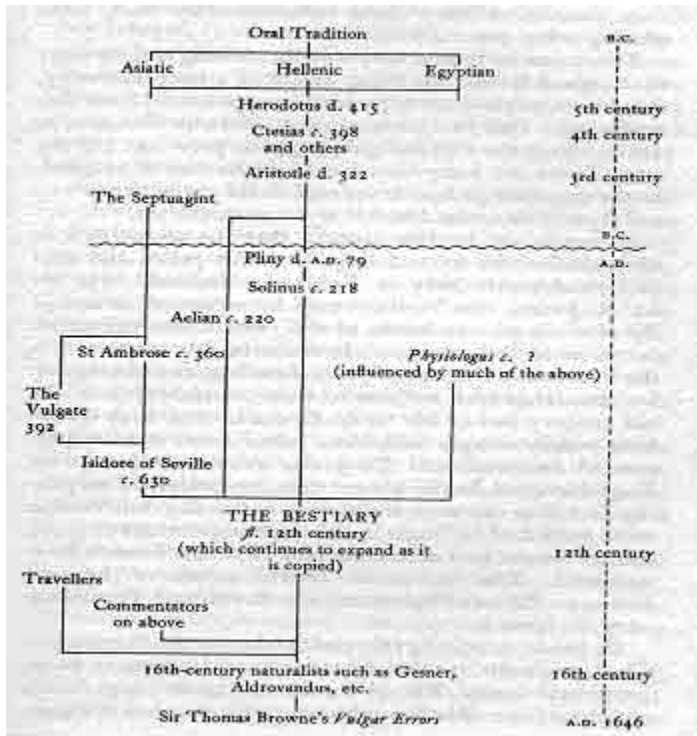 Oral Tradition
B.C.
Asiatic Hellenic Egyptian
Herodotus d. 415
5th century
Ctesias c. 398
and others
4th century
Aristotle d. 322
3rd century
The Septuagint
B.C.
Pliny d. A.D. 79
A.D.
Solinus c. 218
Aelian c. 220
St Ambrose c. 360
Physiologus c. ?
(influenced by much of the above)
The
Vulgate
392
Isidore of Seville
c. 630
THE BESTIARY
fl. 12th century
(which continues to expand as it
is copied)
12th century
Travellers
Commentators
on above
16th-century naturalists such as Gesner,
Aldrovandus, etc.
16th century
Sir Thomas Browne's Vulgar Errors
A.D. 1646